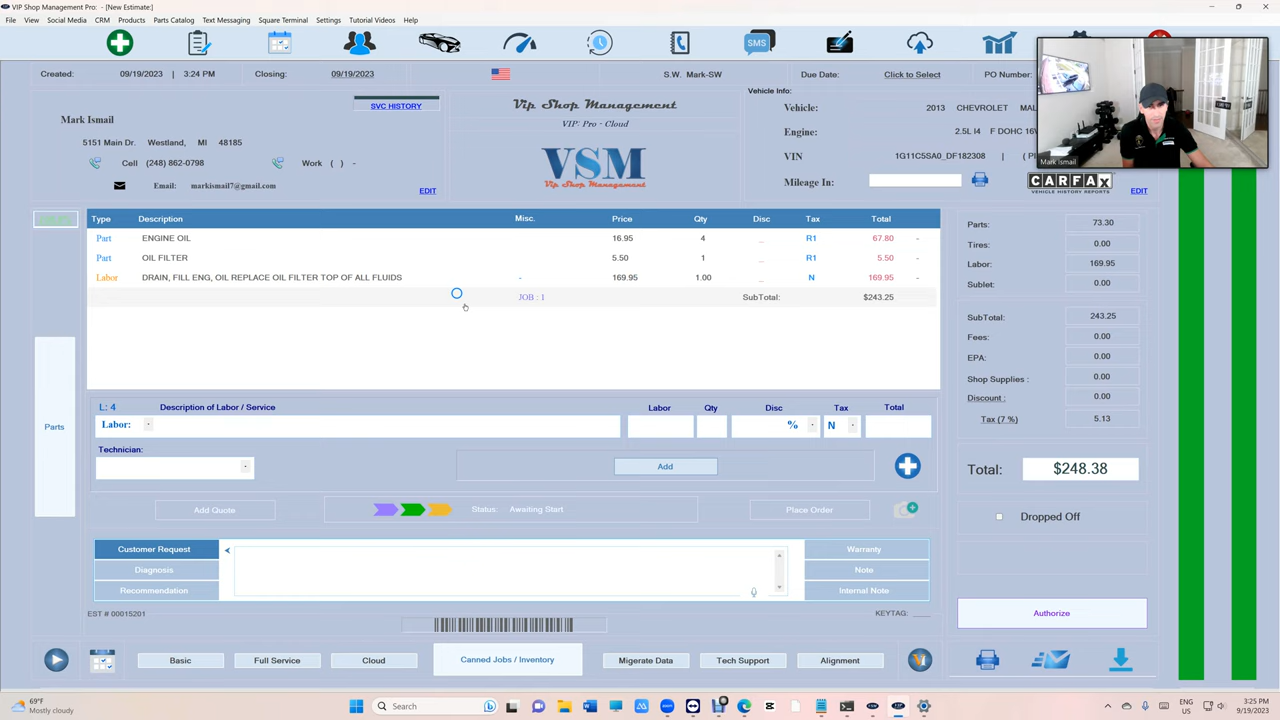 VIP Shop Management Pro: - [New Estimate:]
File View Social Media CRM Products Parts Catalog Text Messaging Square Terminal Settings Tutorial Videos Help
SMS
Created: 09/19/2023 | 3:24 PM Closing: 09/19/2023 S.W. Mark-SW Due Date: Click to Select PO Number:
SVC HISTORY
Mark Ismail
5151 Main Dr. Westland, MI 48185
Cell (248) 862-0798 Work ( ) -
Email: markismail7@gmail.com
EDIT
Vip Shop Management
VIP: Pro - Cloud
VSM
Vip Shop Management
Vehicle Info:
Vehicle: 2013 CHEVROLET MAL
Engine: 2.5L I4 F DOHC 16V
VIN 1G11C5SA0_DF182308 | ( Pl
Mileage In:
CARFAX
VEHICLE HISTORY REPORTS
EDIT
Mark Ismail
Type Description Misc. Price Qty Disc Tax Total
Part ENGINE OIL 16.95 4 _ R1 67.80 -
Part OIL FILTER 5.50 1 _ R1 5.50 -
Labor DRAIN, FILL ENG, OIL REPLACE OIL FILTER TOP OF ALL FLUIDS - 169.95 1.00 _ N 169.95 -
JOB : 1 SubTotal: $243.25
Parts
L: 4 Description of Labor / Service Labor Qty Disc Tax Total
Labor: % N
Technician:
Add
Add Quote Status: Awaiting Start Place Order
Customer Request
Diagnosis
Recommendation
Warranty
Note
Internal Note
EST # 00015201 KEYTAG: ____
Parts: 73.30
Tires: 0.00
Labor: 169.95
Sublet: 0.00
SubTotal: 243.25
Fees: 0.00
EPA: 0.00
Shop Supplies : 0.00
Discount : 0.00
Tax (7 %) 5.13
Total: $248.38
Dropped Off
Authorize
Basic Full Service Cloud Canned Jobs / Inventory Migerate Data Tech Support Alignment
69°F
Mostly cloudy
Search
ENG
US
3:25 PM
9/19/2023